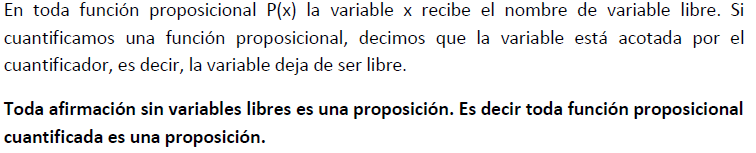 En toda función proposicional P(x) la variable x recibe el nombre de variable libre. Si
cuantificamos una función proposicional, decimos que la variable está acotada por el
cuantificador, es decir, la variable deja de ser libre.
Toda afirmación sin variables libres es una proposición. Es decir toda función proposicional
cuantificada es una proposición.